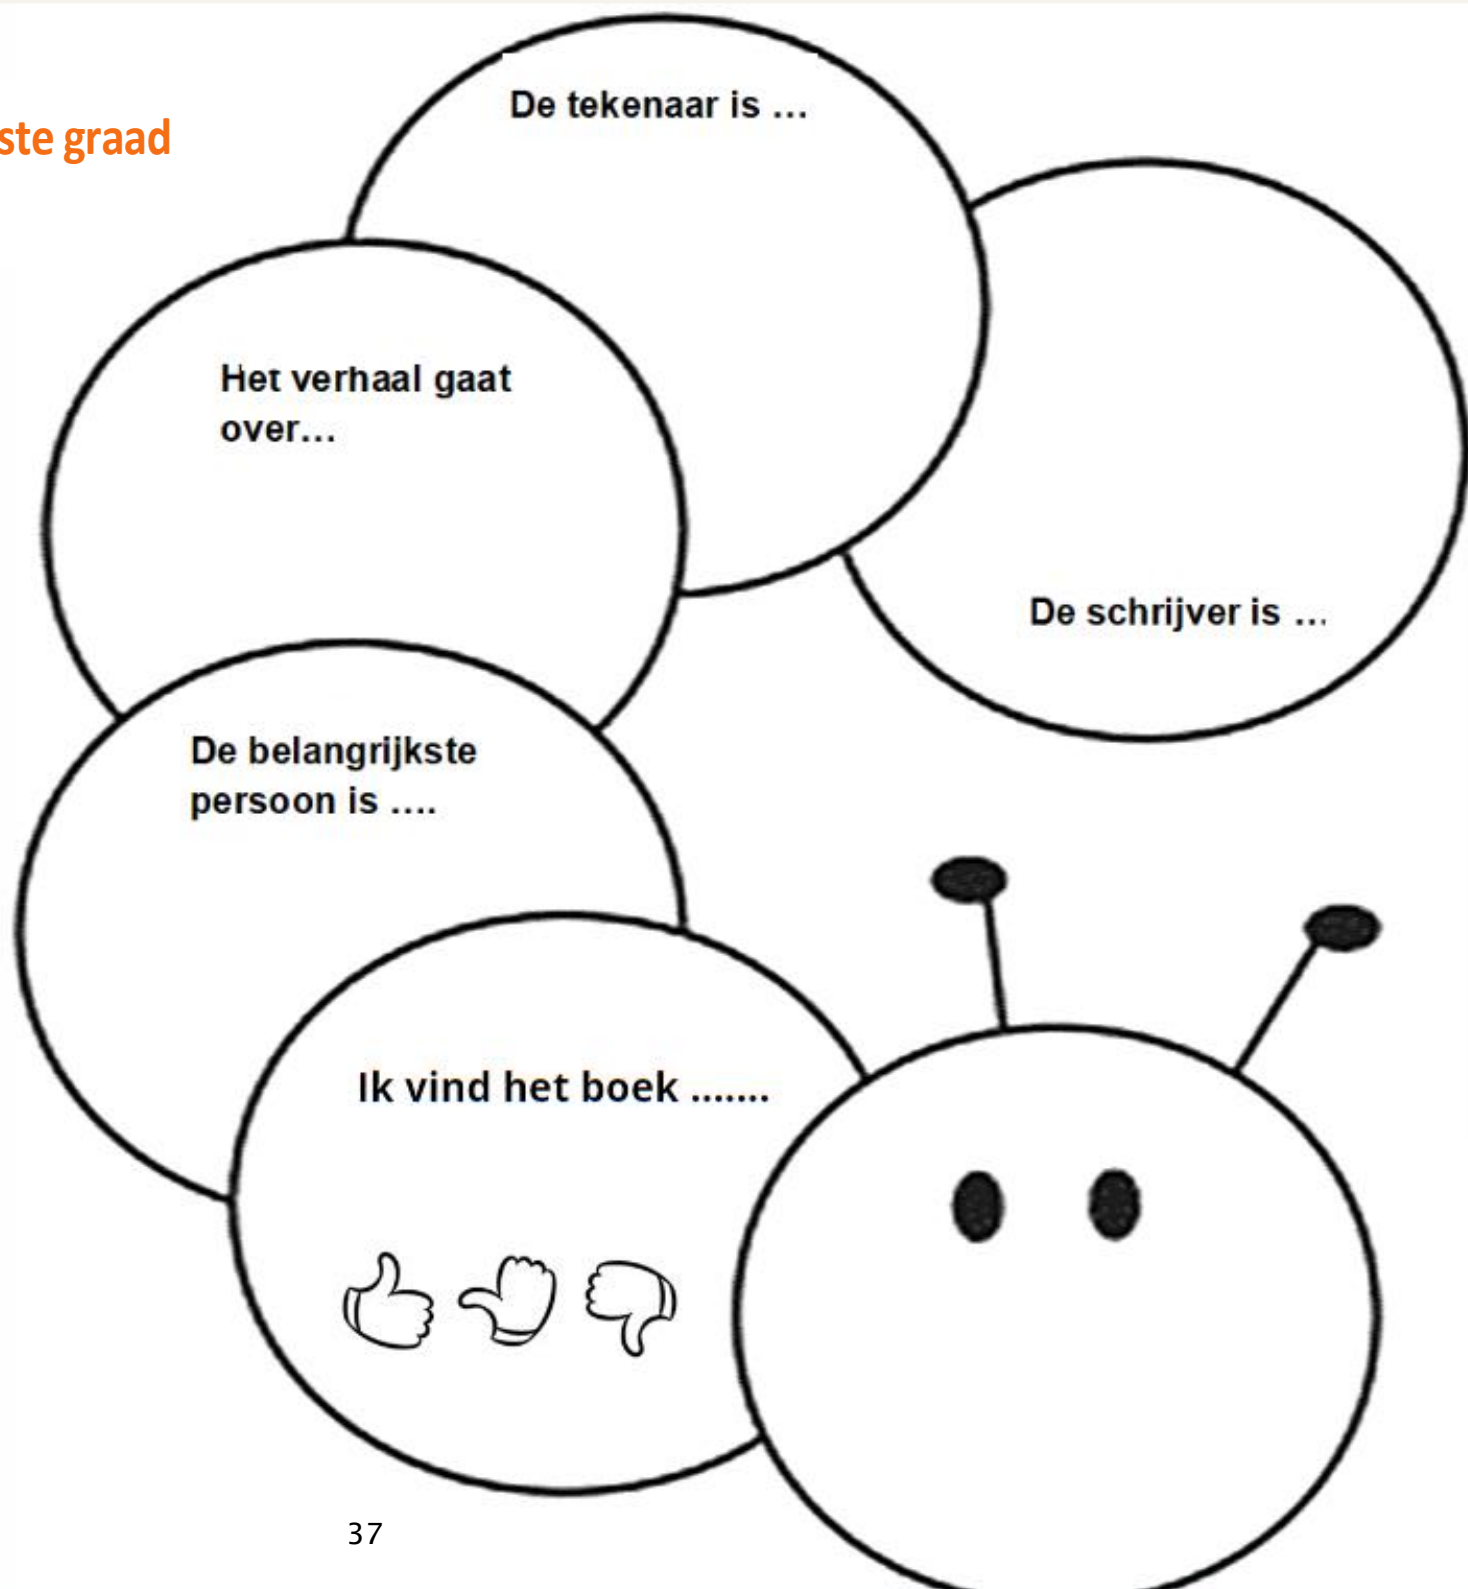 De tekenaar is ...
ste graad
Het verhaal gaat
over...
De schrijver is ...
De belangrijkste
persoon is ....
Ik vind het boek .......
37